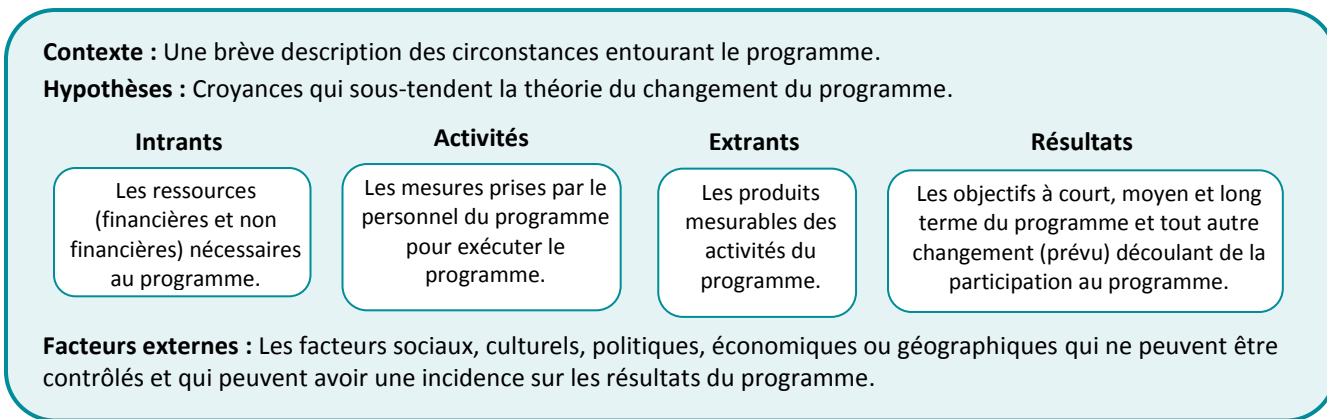 Contexte : Une brève description des circonstances entourant le programme.
Hypothèses : Croyances qui sous-tendent la théorie du changement du programme.
Intrants
Les ressources
(financières et non
financières) nécessaires
au programme.
Activités
Les mesures prises par le
personnel du programme
pour exécuter le
programme.
Extrants
Les produits
mesurables des
activités du
programme.
Résultats
Les objectifs à court, moyen et long
terme du programme et tout autre
changement (prévu) découlant de la
participation au programme.
Facteurs externes : Les facteurs sociaux, culturels, politiques, économiques ou géographiques qui ne peuvent être
contrôlés et qui peuvent avoir une incidence sur les résultats du programme.